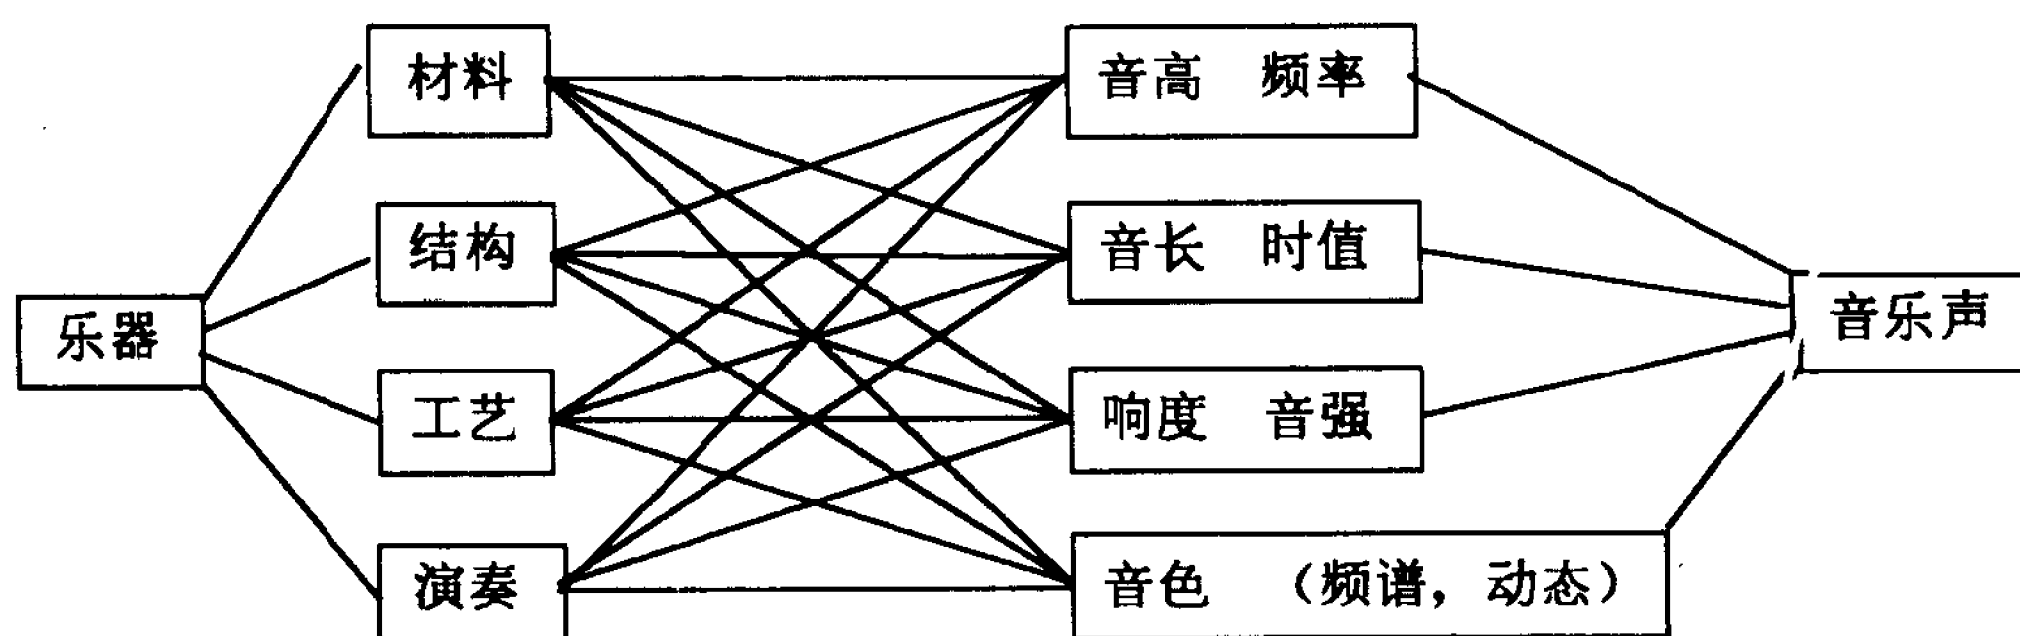 材料
音高 频率
结构
音长 时值
乐器
音乐声
工艺
响度 音强
演奏
音色 （频谱，动态）